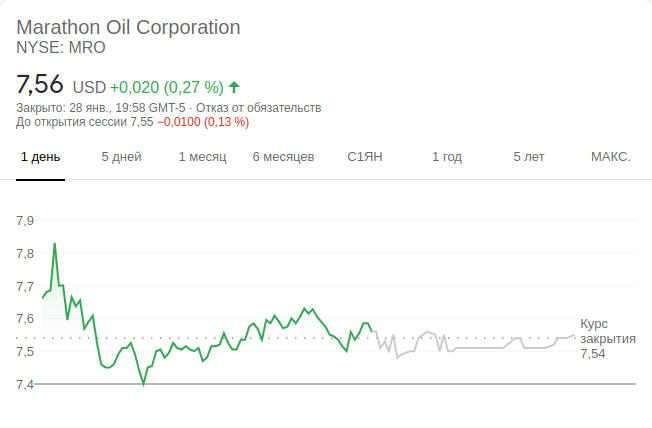 Marathon Oil Corporation
NYSE: MRO
7,56 USD +0,020 (0,27 %)
Закрыто: 28 янв., 19:58 GMT-5 · Отказ от обязательств
До открытия сессии 7,55 −0,0100 (0,13 %)
1 день 5 дней 1 месяц 6 месяцев С1ЯН 1 год 5 лет МАКС.
7,9
7,8
7,7
7,6
7,5
7,4
Курс
закрытия
7,54